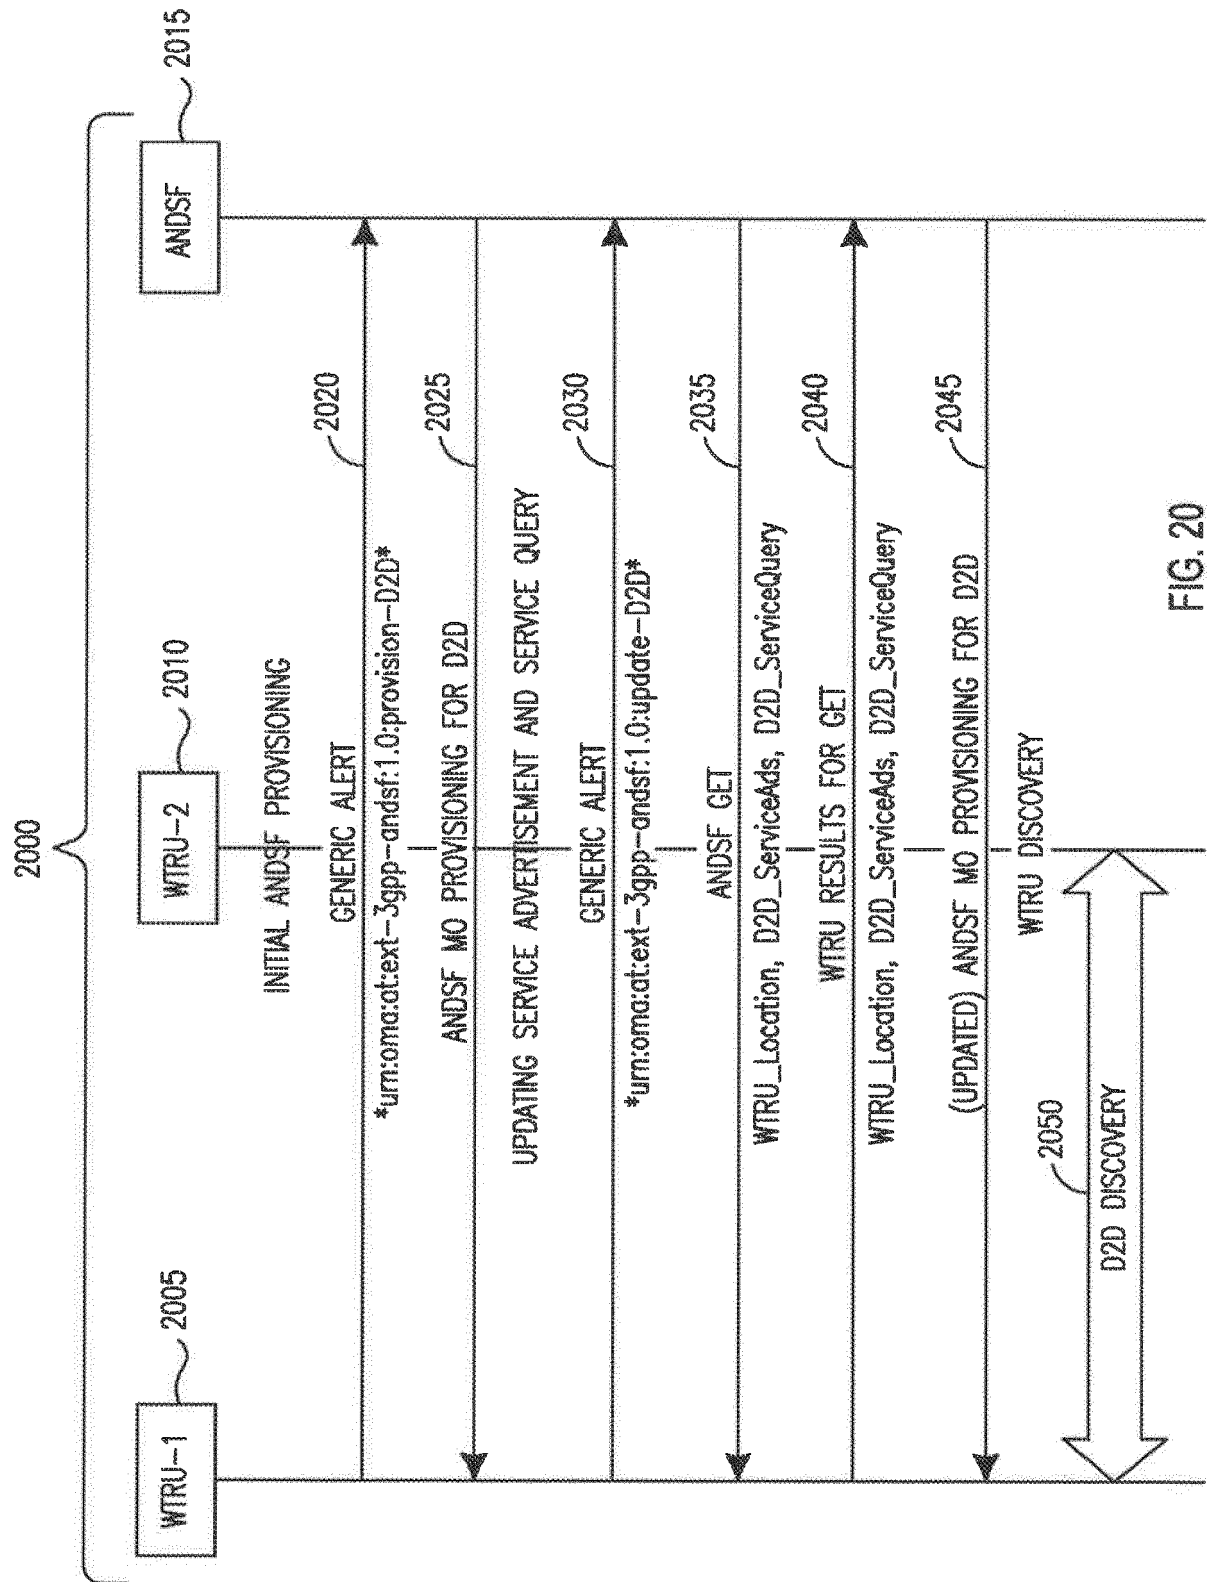 2000
WTRU-1
2005
WTRU-2
2010
ANDSF
2015
INITIAL ANDSF PROVISIONING
GENERIC ALERT
2020
*urn:oma:at:ext-3gpp-andsf:1.0:provision-D2D*
ANDSF MO PROVISIONING FOR D2D
2025
UPDATING SERVICE ADVERTISEMENT AND SERVICE QUERY
GENERIC ALERT
2030
*urn:oma:at:ext-3gpp-andsf:1.0:update-D2D*
ANDSF GET
2035
WTRU_Location, D2D_ServiceAds, D2D_ServiceQuery
WTRU RESULTS FOR GET
2040
WTRU_Location, D2D_ServiceAds, D2D_ServiceQuery
(UPDATED) ANDSF MO PROVISIONING FOR D2D
2045
WTRU DISCOVERY
2050
D2D DISCOVERY
FIG. 20